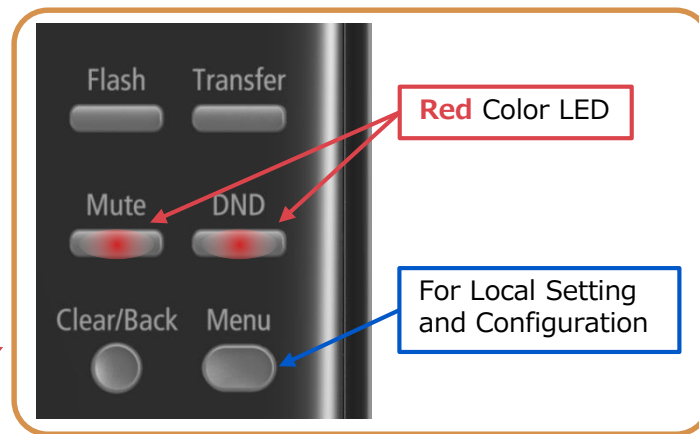 Flash Transfer
Red Color LED
Mute DND
For Local Setting
and Configuration
Clear/Back Menu